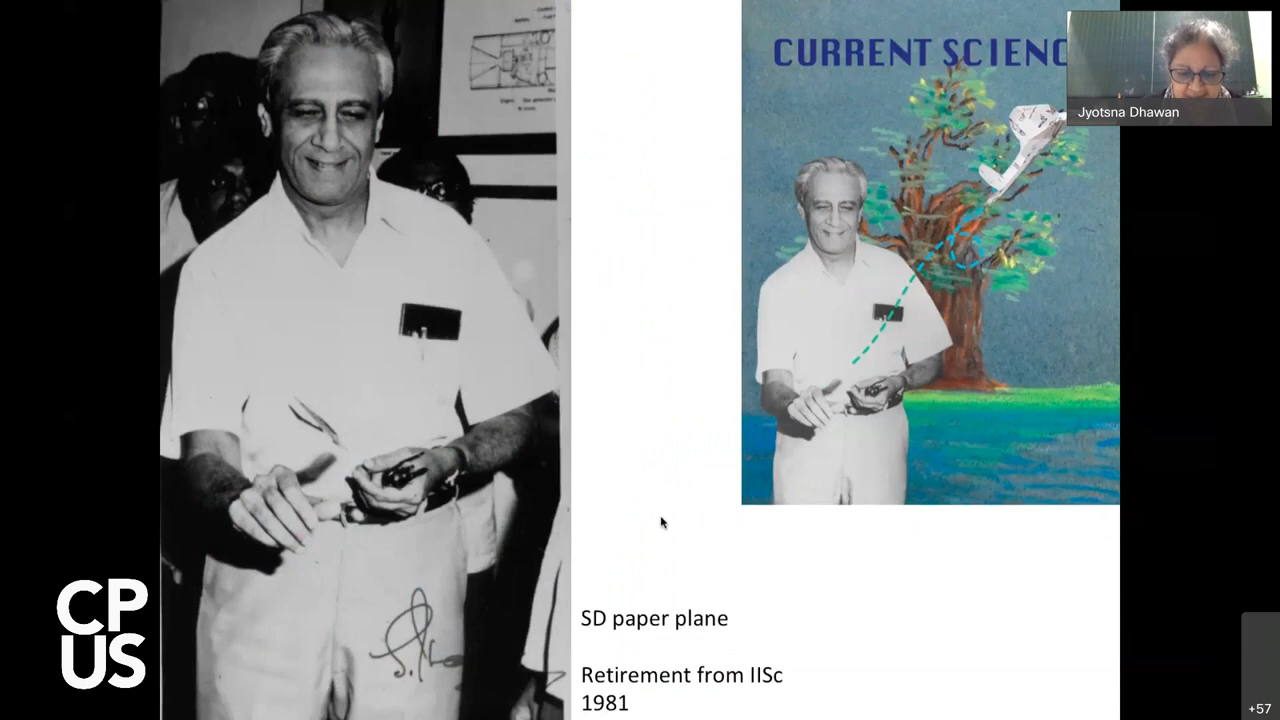 CURRENT SCIENC
Jyotsna Dhawan
CP
US
SD paper plane
Retirement from IISc
1981
+57